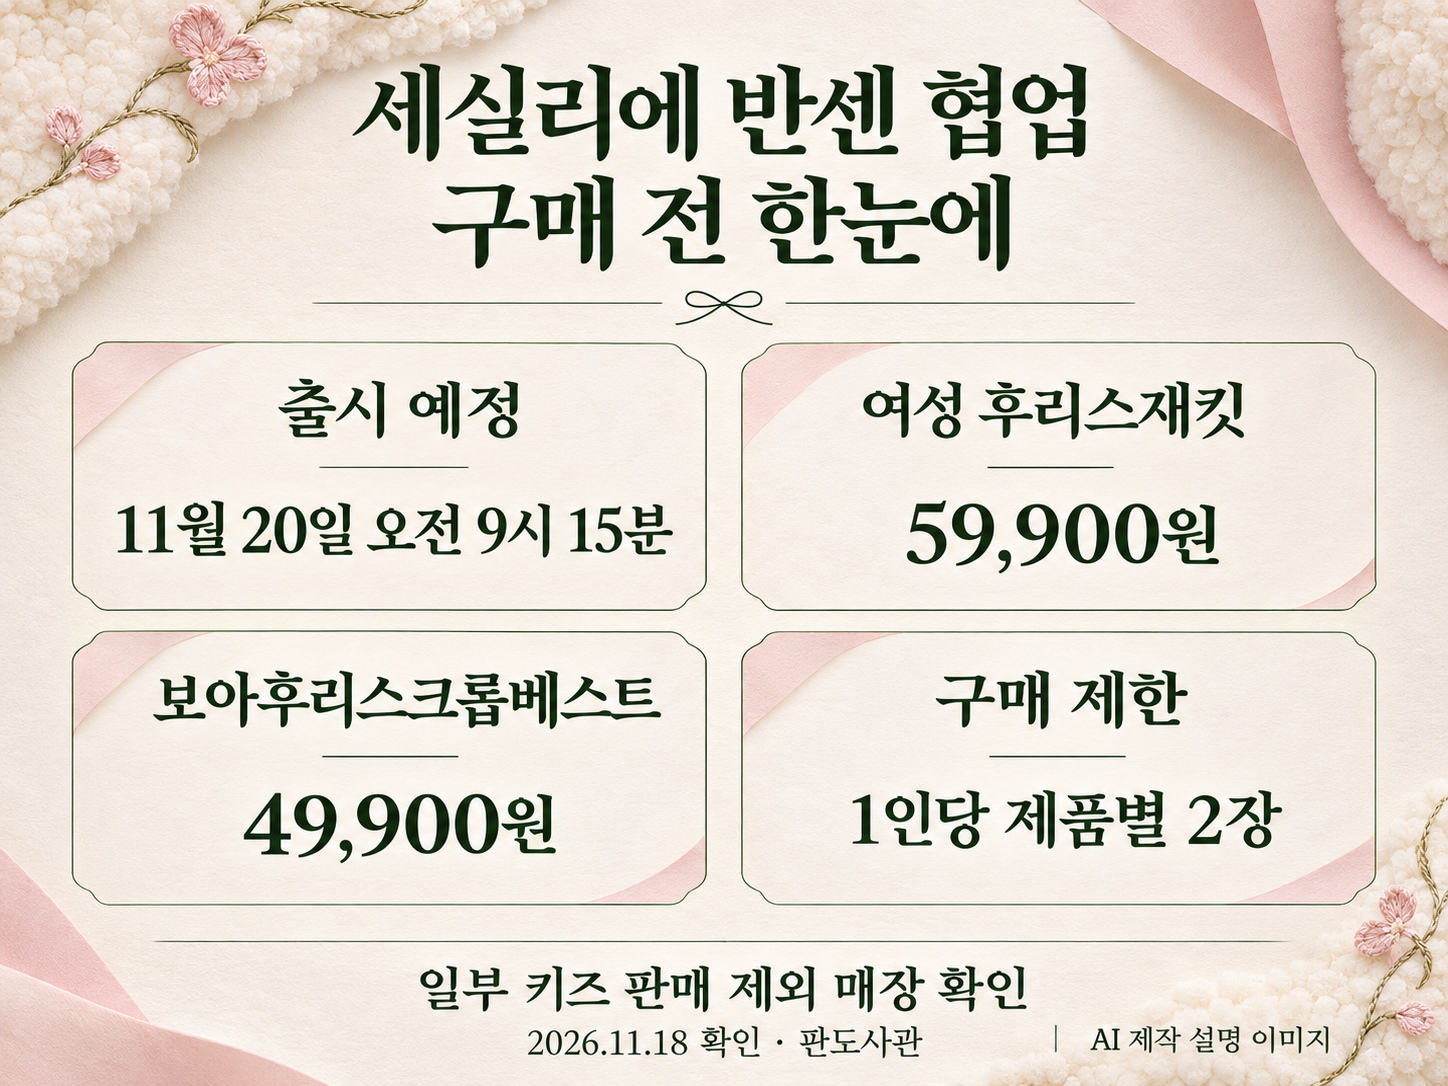 세실리에 반센 협업
구매 전 한눈에
출시 예정
11월 20일 오전 9시 15분
여성 후리스재킷
59,900원
보아후리스크롭베스트
49,900원
구매 제한
1인당 제품별 2장
일부 키즈 판매 제외 매장 확인
2026.11.18 확인 · 판도사관 | AI 제작 설명 이미지